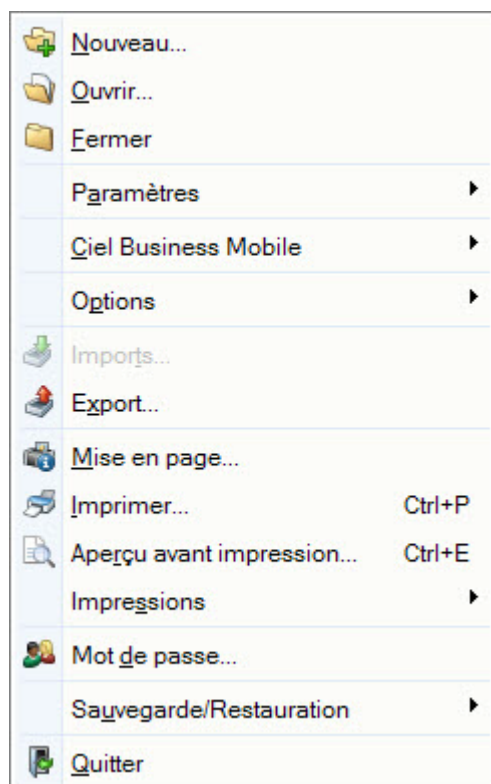 Nouveau...
Ouvrir...
Fermer
Paramètres
Ciel Business Mobile
Options
Imports...
Export...
Mise en page...
Imprimer... Ctrl+P
Aperçu avant impression... Ctrl+E
Impressions
Mot de passe...
Sauvegarde/Restauration
Quitter